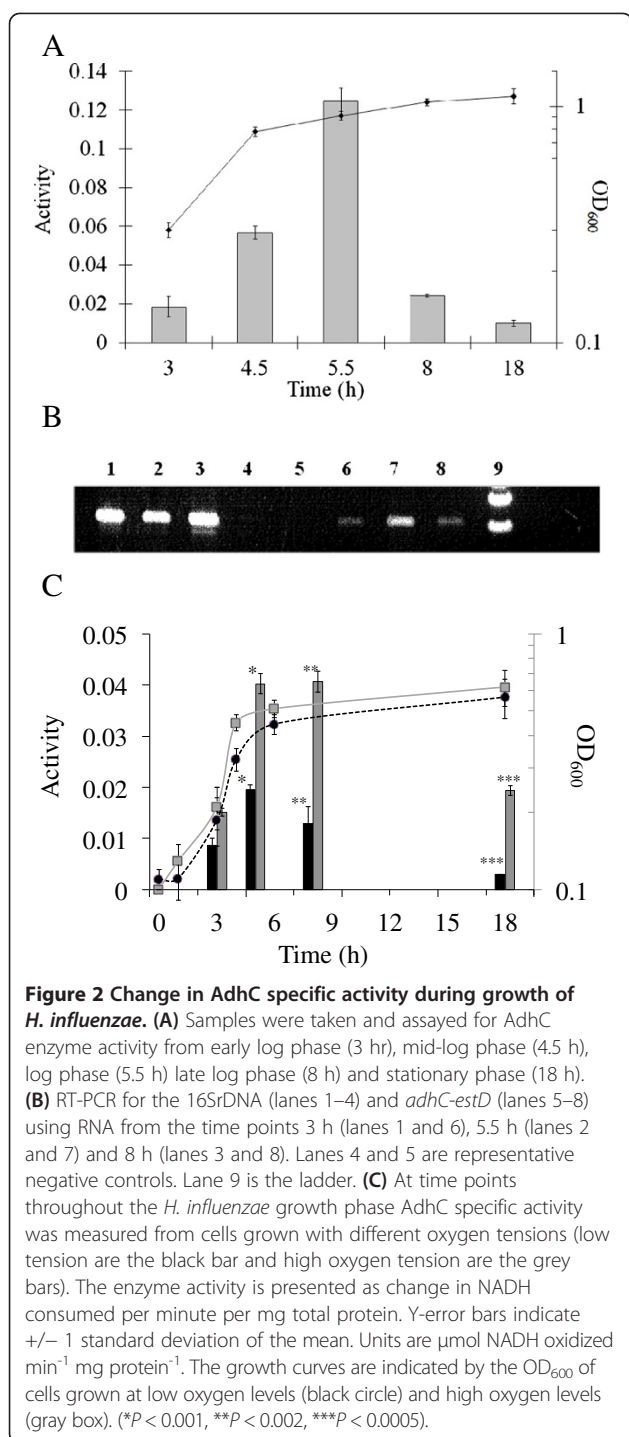 A
0.14
0.12
0.1
0.08
0.06
0.04
0.02
0
Activity
1
0.1
OD600
3 4.5 5.5 8 18
Time (h)
B
1 2 3 4 5 6 7 8 9
C
0.05
0.04
0.03
0.02
0.01
0
Activity
* ** ***
* ** ***
1
0.1
OD600
0 3 6 9 12 15 18
Time (h)
Figure 2 Change in AdhC specific activity during growth of
H. influenzae. (A) Samples were taken and assayed for AdhC
enzyme activity from early log phase (3 hr), mid-log phase (4.5 h),
log phase (5.5 h) late log phase (8 h) and stationary phase (18 h).
(B) RT-PCR for the 16SrDNA (lanes 1–4) and adhC-estD (lanes 5–8)
using RNA from the time points 3 h (lanes 1 and 6), 5.5 h (lanes 2
and 7) and 8 h (lanes 3 and 8). Lanes 4 and 5 are representative
negative controls. Lane 9 is the ladder. (C) At time points
throughout the H. influenzae growth phase AdhC specific activity
was measured from cells grown with different oxygen tensions (low
tension are the black bar and high oxygen tension are the grey
bars). The enzyme activity is presented as change in NADH
consumed per minute per mg total protein. Y-error bars indicate
+/− 1 standard deviation of the mean. Units are μmol NADH oxidized
min⁻¹ mg protein⁻¹. The growth curves are indicated by the OD600 of
cells grown at low oxygen levels (black circle) and high oxygen levels
(gray box). (*P < 0.001, **P < 0.002, ***P < 0.0005).